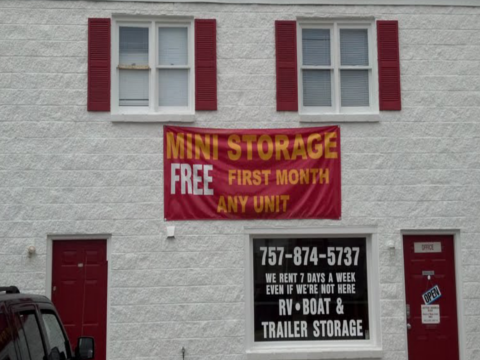 MINI STORAGE
FREE FIRST MONTH
ANY UNIT
757-874-5737
WE RENT 7 DAYS A WEEK
EVEN IF WE'RE NOT HERE
RV • BOAT &
TRAILER STORAGE
OFFICE
OPEN